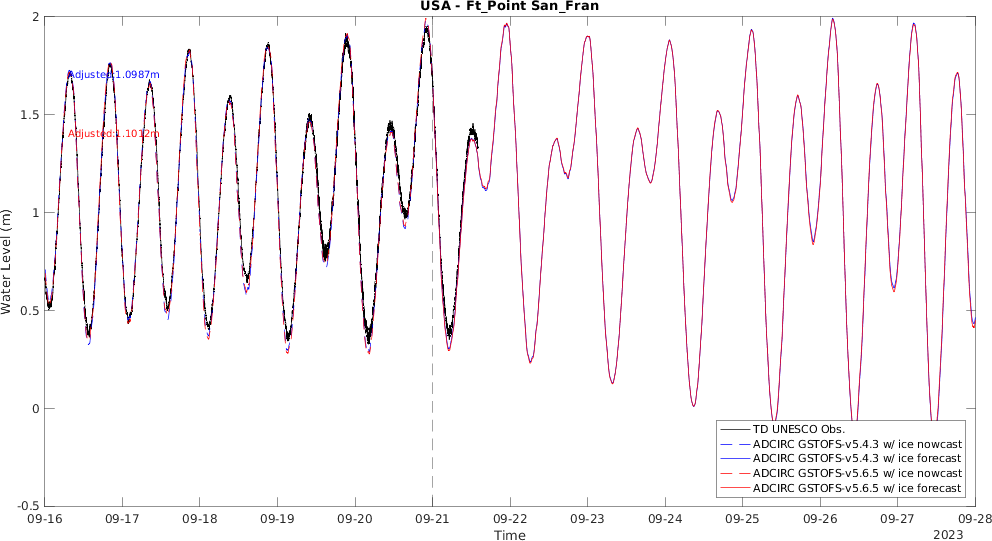 USA - Ft_Point San_Fran
2
1.5
1
0.5
0
-0.5
Water Level (m)
Adjusted:1.0987m
Adjusted:1.1012m
TD UNESCO Obs.
ADCIRC GSTOFS-v5.4.3 w/ ice nowcast
ADCIRC GSTOFS-v5.4.3 w/ ice forecast
ADCIRC GSTOFS-v5.6.5 w/ ice nowcast
ADCIRC GSTOFS-v5.6.5 w/ ice forecast
09-16 09-17 09-18 09-19 09-20 09-21 09-22 09-23 09-24 09-25 09-26 09-27 09-28
Time
2023